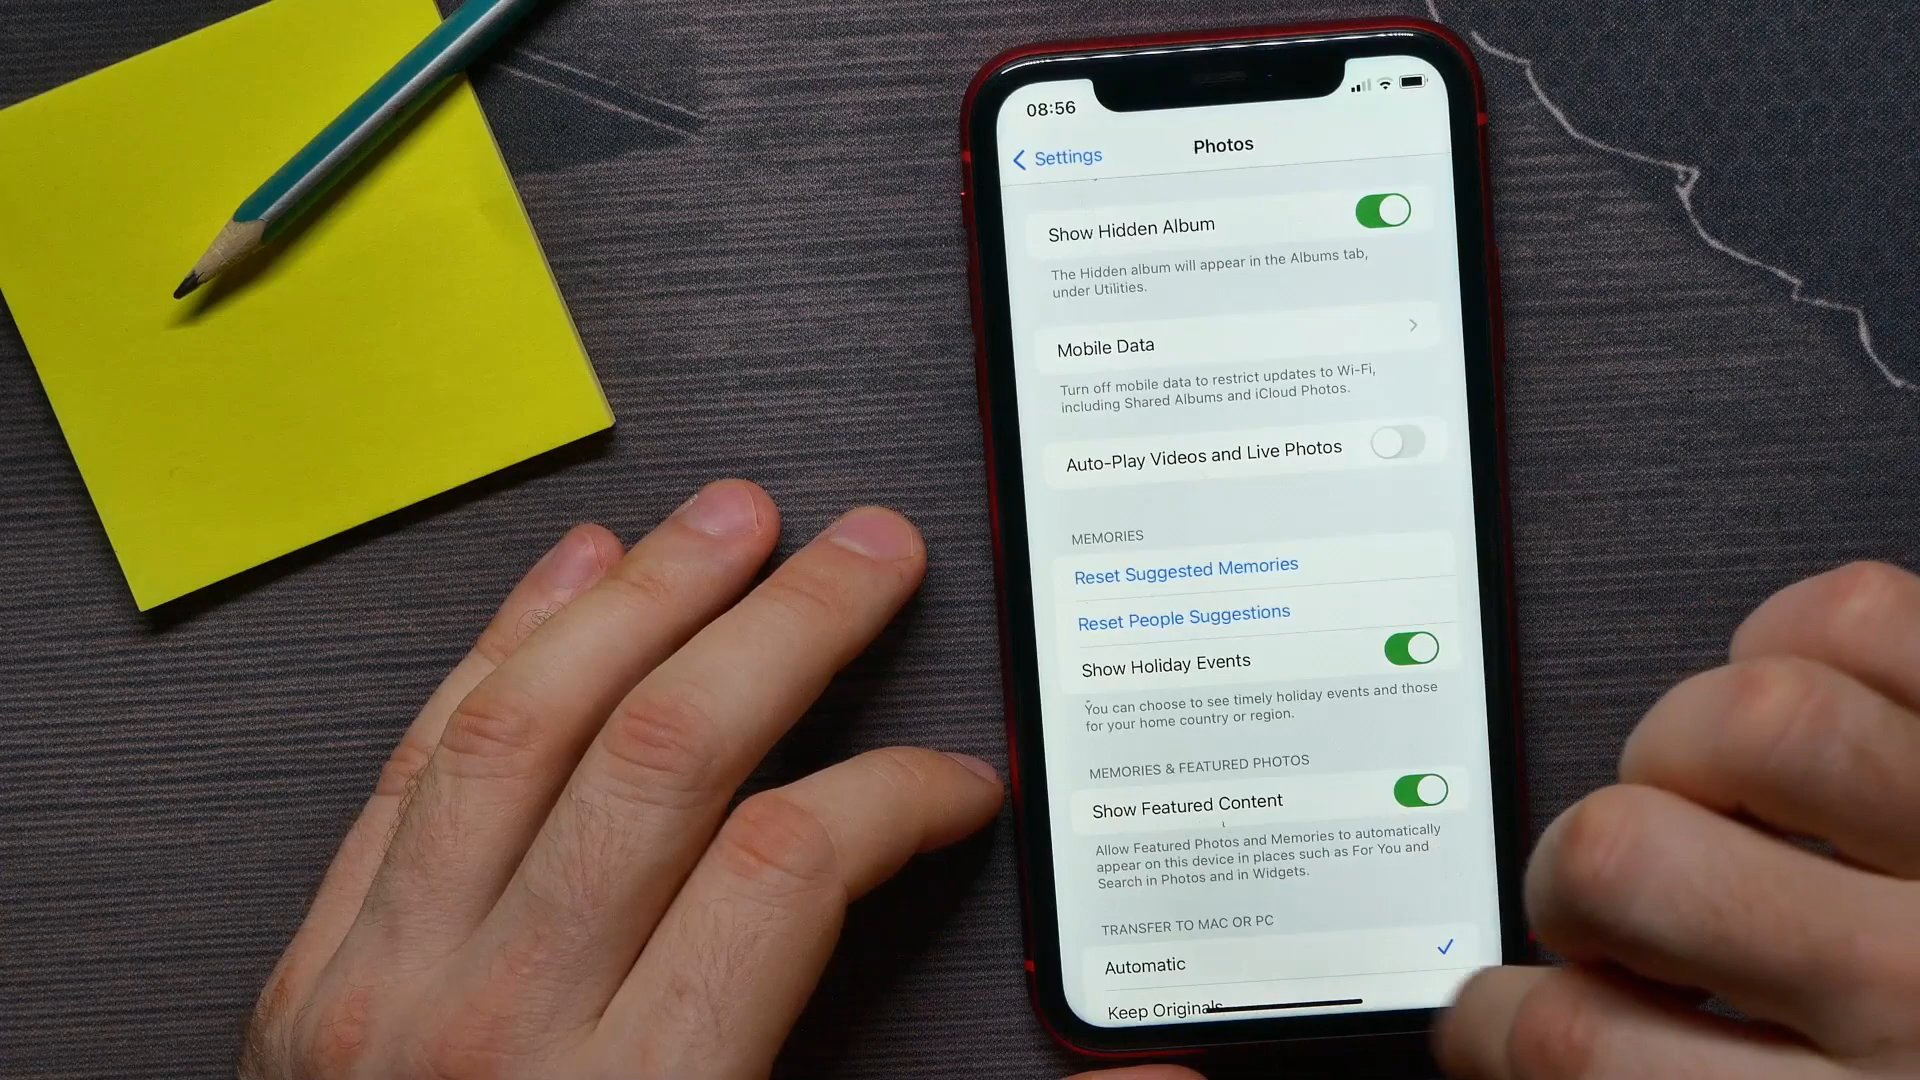 08:56
Settings
Photos
Show Hidden Album
The Hidden album will appear in the Albums tab,
under Utilities.
Mobile Data
Turn off mobile data to restrict updates to Wi-Fi,
including Shared Albums and iCloud Photos.
Auto-Play Videos and Live Photos
MEMORIES
Reset Suggested Memories
Reset People Suggestions
Show Holiday Events
You can choose to see timely holiday events and those
for your home country or region.
MEMORIES & FEATURED PHOTOS
Show Featured Content
Allow Featured Photos and Memories to automatically
appear on this device in places such as For You and
Search in Photos and in Widgets.
TRANSFER TO MAC OR PC
Automatic
Keep Originals